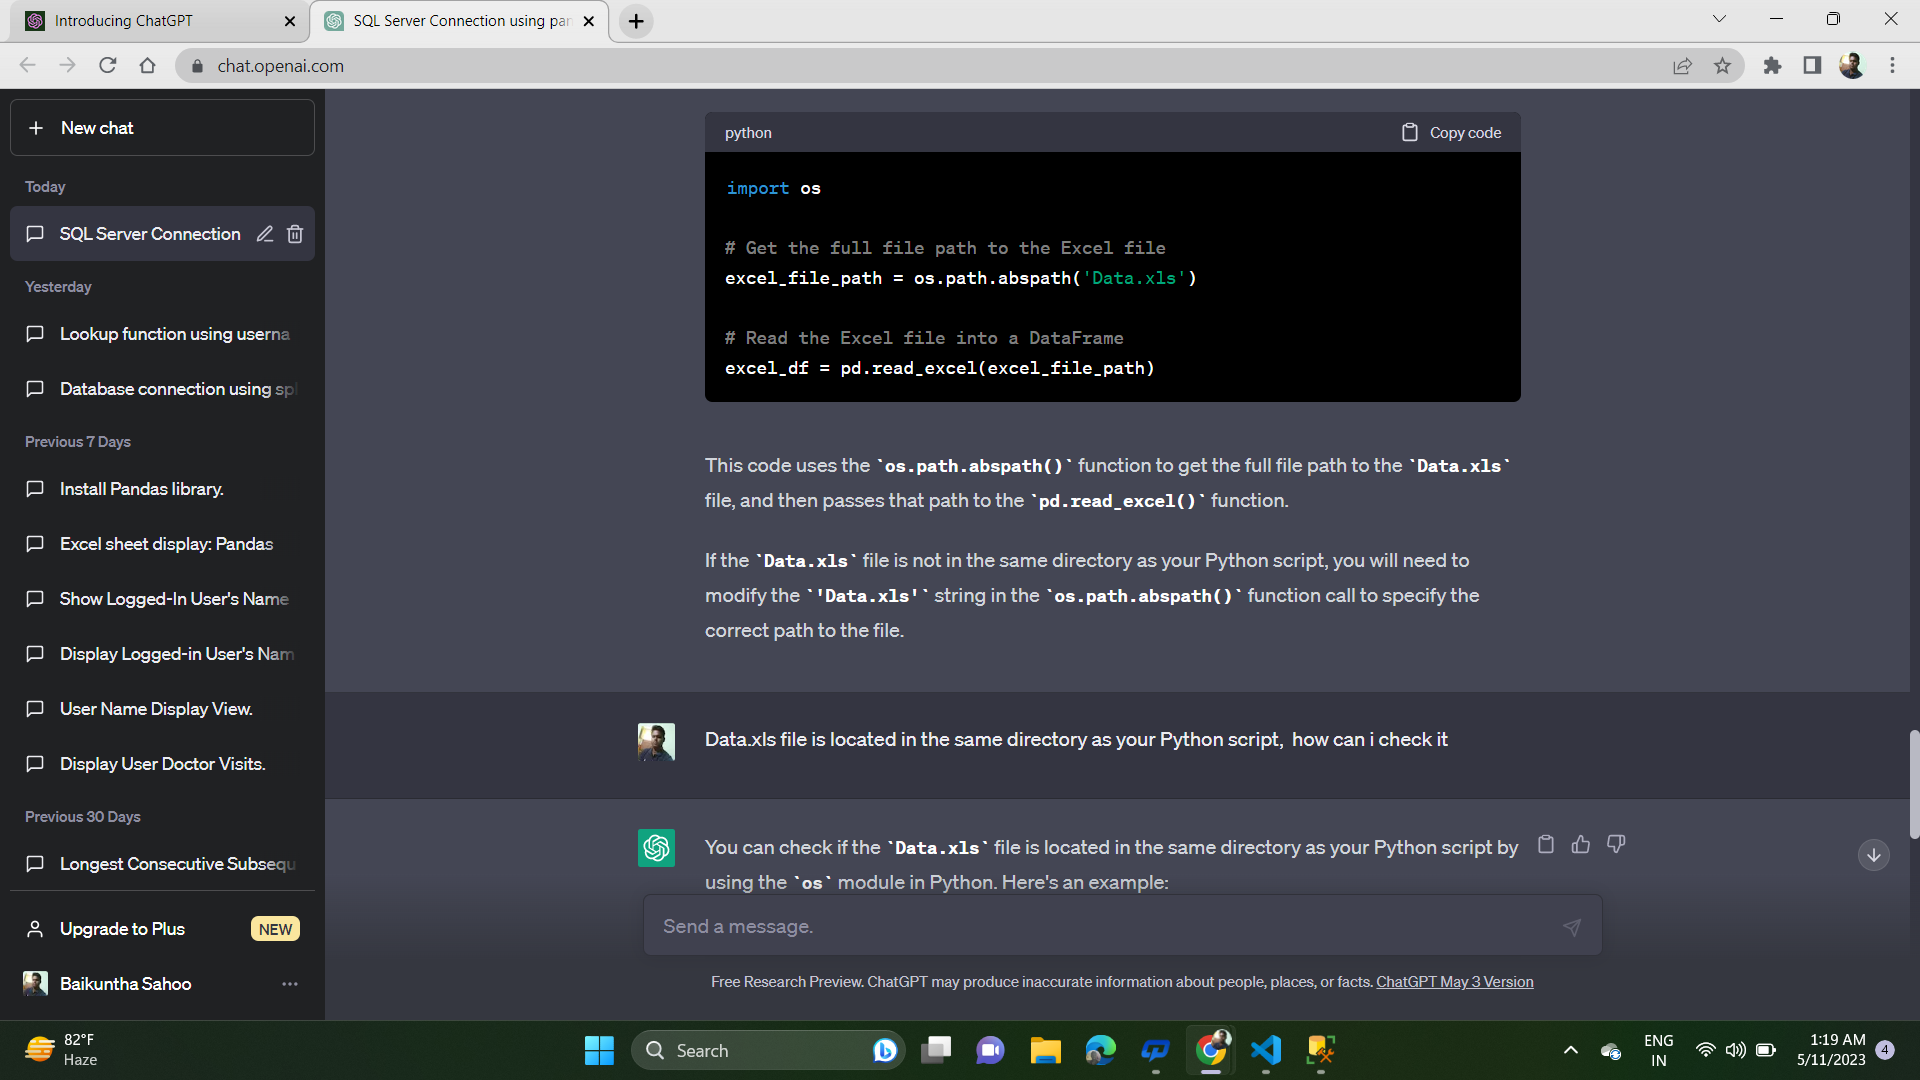 Introducing ChatGPT
SQL Server Connection using pan
chat.openai.com
New chat
Today
SQL Server Connection
Yesterday
Lookup function using userna
Database connection using spl
Previous 7 Days
Install Pandas library.
Excel sheet display: Pandas
Show Logged-In User's Name
Display Logged-in User's Nam
User Name Display View.
Display User Doctor Visits.
Previous 30 Days
Longest Consecutive Subsequ
Upgrade to Plus NEW
Baikuntha Sahoo
python Copy code
import os
# Get the full file path to the Excel file
excel_file_path = os.path.abspath('Data.xls')
# Read the Excel file into a DataFrame
excel_df = pd.read_excel(excel_file_path)
This code uses the `os.path.abspath()` function to get the full file path to the `Data.xls`
file, and then passes that path to the `pd.read_excel()` function.
If the `Data.xls` file is not in the same directory as your Python script, you will need to
modify the `'Data.xls'` string in the `os.path.abspath()` function call to specify the
correct path to the file.
Data.xls file is located in the same directory as your Python script,  how can i check it
You can check if the `Data.xls` file is located in the same directory as your Python script by
using the `os` module in Python. Here's an example:
Send a message.
Free Research Preview. ChatGPT may produce inaccurate information about people, places, or facts. ChatGPT May 3 Version
82°F
Haze
Search
ENG
IN
1:19 AM
5/11/2023
4